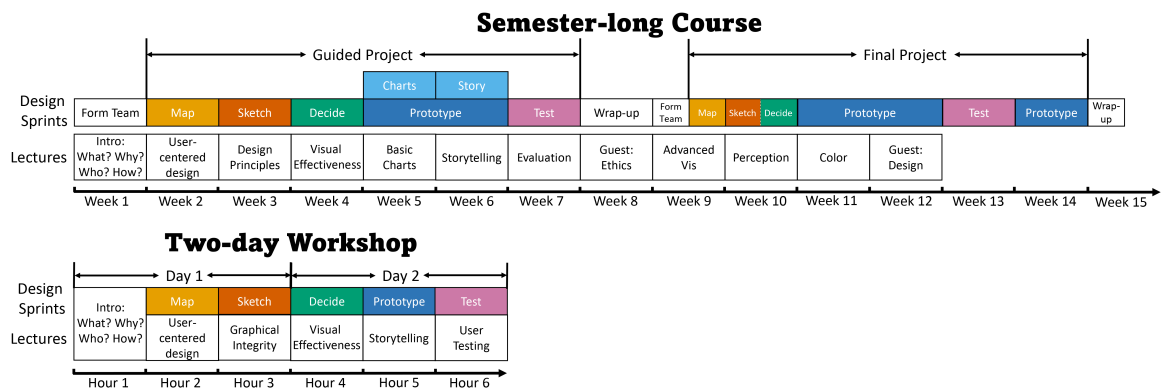 Semester-long Course
Guided Project
Final Project
Charts
Story
Design
Sprints
Form Team
Map
Sketch
Decide
Prototype
Test
Wrap-up
Form
Team
Map
Sketch
Decide
Prototype
Test
Prototype
Wrap-
up
Lectures
Intro:
What? Why?
Who? How?
User-
centered
design
Design
Principles
Visual
Effectiveness
Basic
Charts
Storytelling
Evaluation
Guest:
Ethics
Advanced
Vis
Perception
Color
Guest:
Design
Week 1
Week 2
Week 3
Week 4
Week 5
Week 6
Week 7
Week 8
Week 9
Week 10
Week 11
Week 12
Week 13
Week 14
Week 15
Two-day Workshop
Day 1
Day 2
Design
Sprints
Lectures
Intro:
What? Why?
Who? How?
Map
Sketch
Decide
Prototype
Test
User-
centered
design
Graphical
Integrity
Visual
Effectiveness
Storytelling
User
Testing
Hour 1
Hour 2
Hour 3
Hour 4
Hour 5
Hour 6